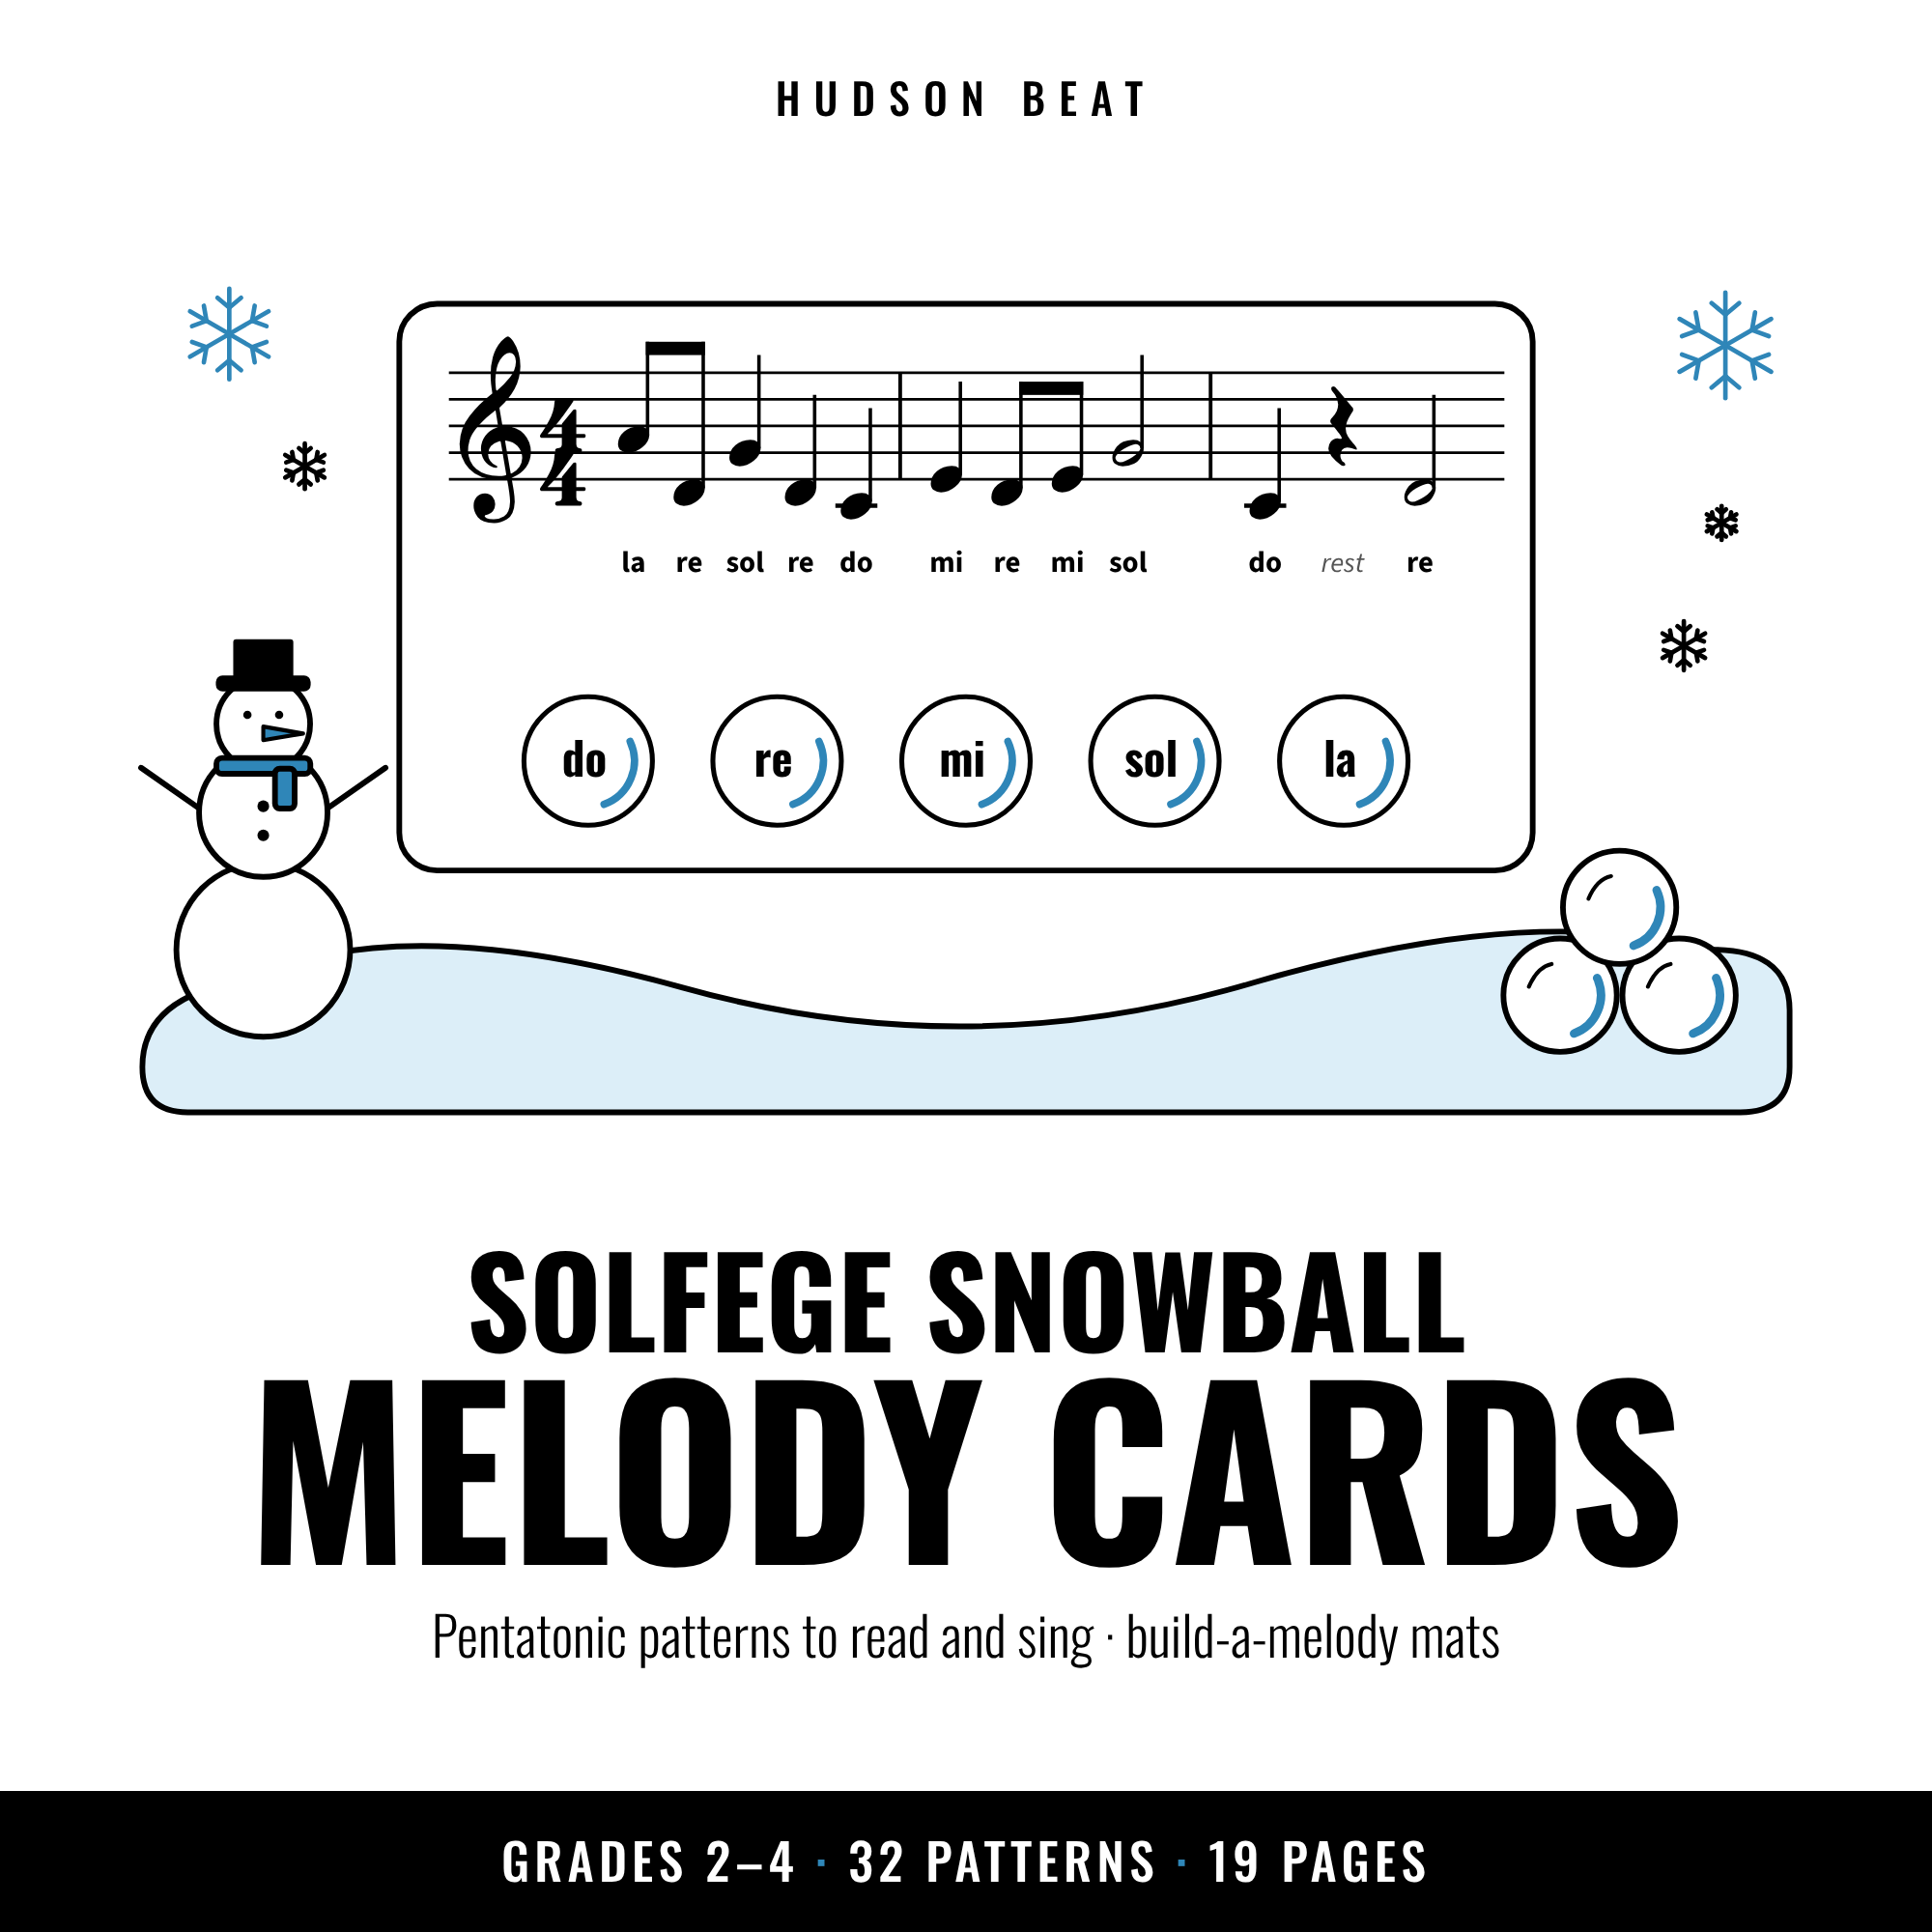 HUDSON BEAT
4
4
la re sol re do mi re mi sol do rest re
do re mi sol la
SOLFEGE SNOWBALL
MELODY CARDS
Pentatonic patterns to read and sing · build-a-melody mats
GRADES 2–4 · 32 PATTERNS · 19 PAGES